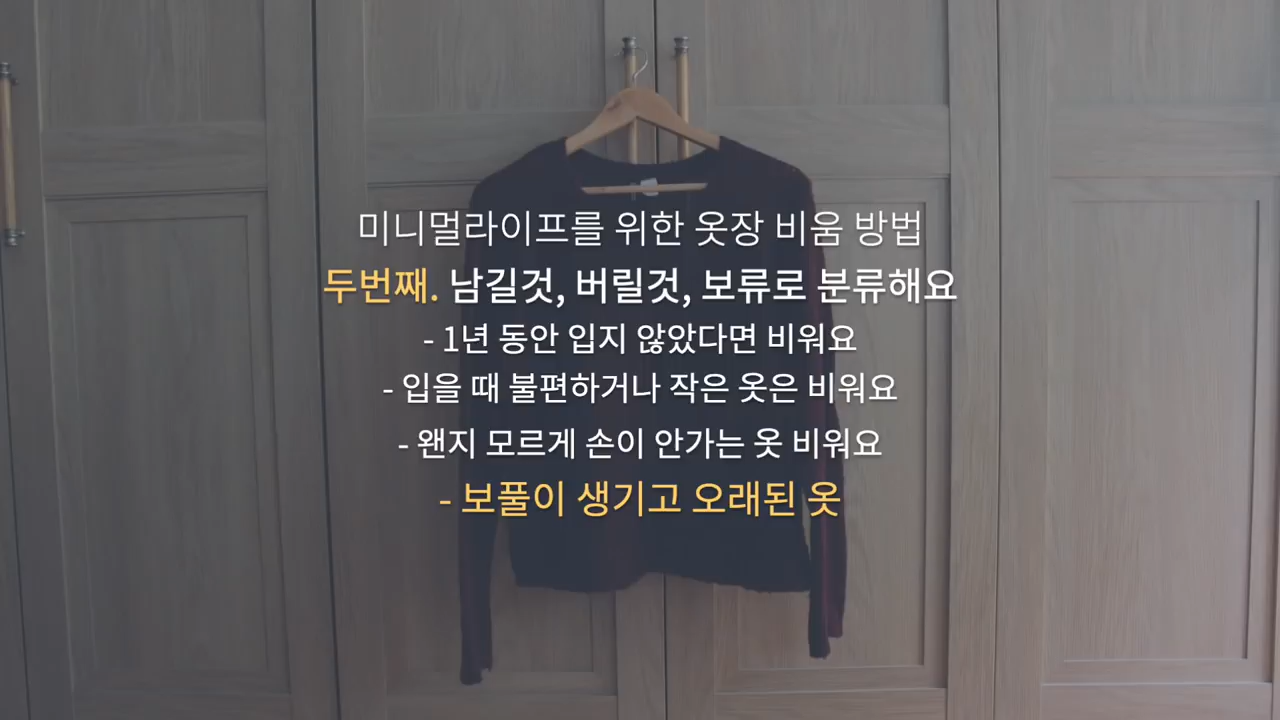 미니멀라이프를 위한 옷장 비움 방법
두번째. 남길것, 버릴것, 보류로 분류해요
- 1년 동안 입지 않았다면 비워요
- 입을 때 불편하거나 작은 옷은 비워요
- 왠지 모르게 손이 안가는 옷 비워요
- 보풀이 생기고 오래된 옷